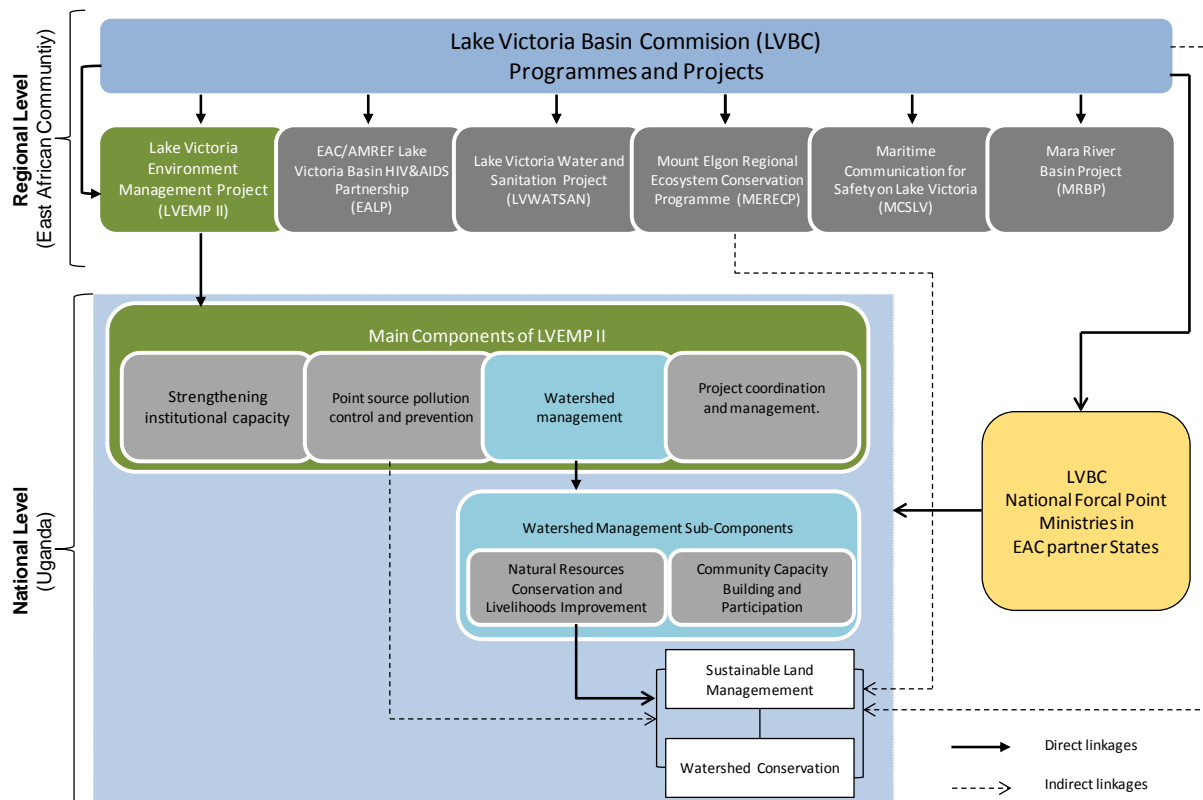 Lake Victoria Basin Commision (LVBC)
Programmes and Projects
Regional Level
(East African Communtiy)
Lake Victoria
Environment
Management Project
(LVEMP II)
EAC/AMREF Lake
Victoria Basin HIV&AIDS
Partnership
(EALP)
Lake Victoria Water and
Sanitation Project
(LVWATSAN)
Mount Elgon Regional
Ecosystem Conservation
Programme (MERECP)
Maritime
Communication for
Safety on Lake Victoria
(MCSLV)
Mara River
Basin Project
(MRBP)
National Level
(Uganda)
Main Components of LVEMP II
Strengthening
institutional capacity
Point source pollution
control and prevention
Watershed
management
Project coordination
and management.
LVBC
National Forcal Point
Ministries in
EAC partner States
Watershed Management Sub-Components
Natural Resources
Conservation and
Livelihoods Improvement
Community Capacity
Building and
Participation
Sustainable Land
Managemement
Watershed Conservation
Direct linkages
Indirect linkages